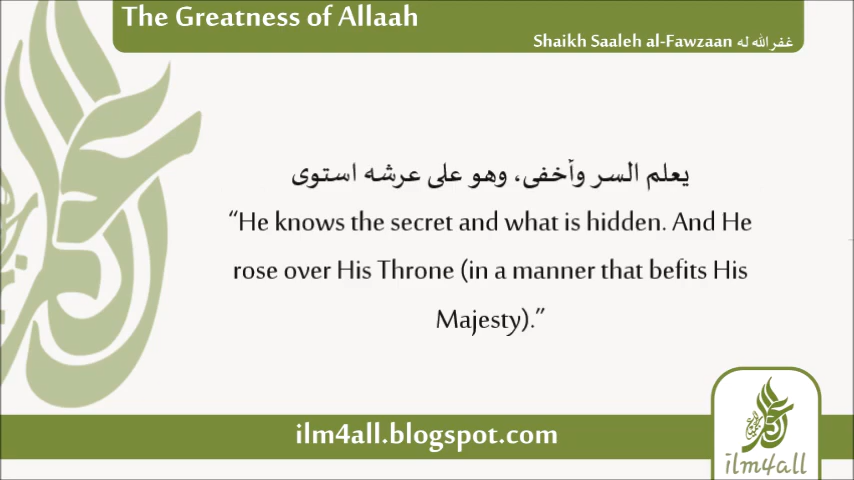 The Greatness of Allaah
Shaikh Saaleh al-Fawzaan غفر الله له
يعلم السر وأخفى، وهو على عرشه استوى
“He knows the secret and what is hidden. And He
rose over His Throne (in a manner that befits His
Majesty).”
ilm4all.blogspot.com
ilm4all